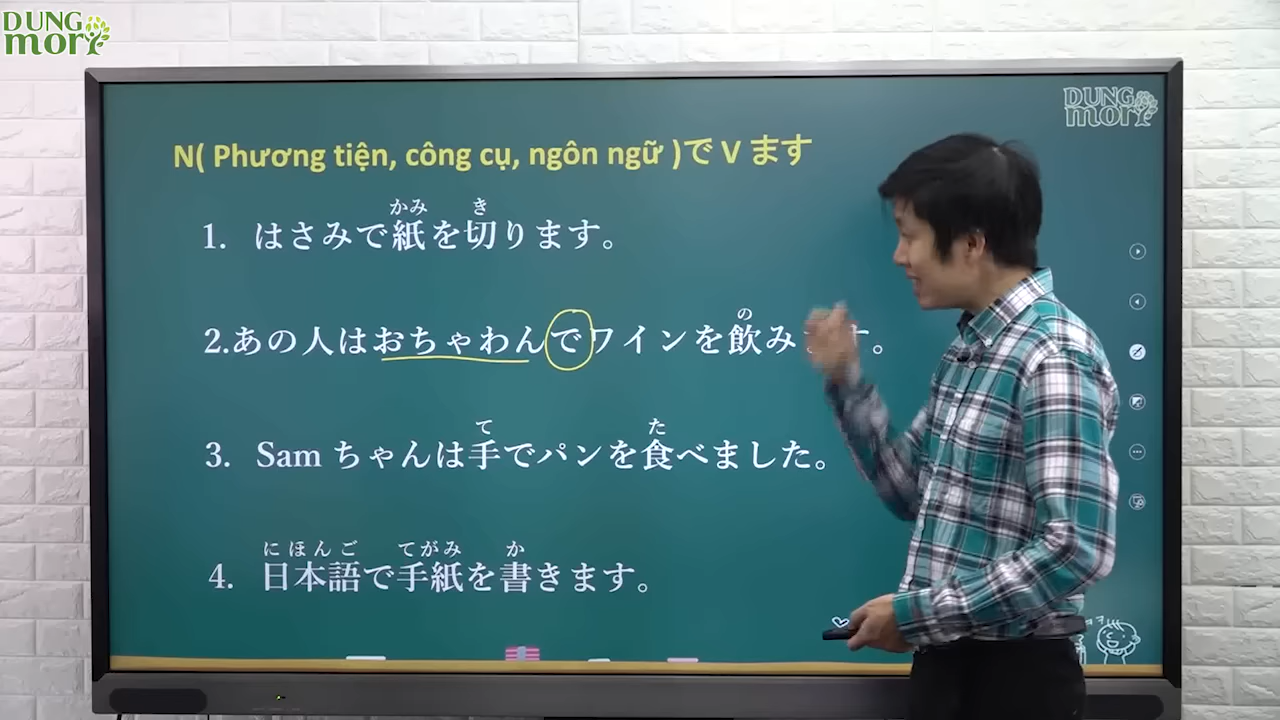 DUNG
mori
DUNG
mori
N( Phương tiện, công cụ, ngôn ngữ )で V ます
かみ き
1. はさみで紙を切ります。
の
2.あの人はおちゃわんでワインを飲み す。
て た
3. Sam ちゃんは手でパンを食べました。
にほんご てがみ か
4. 日本語で手紙を書きます。